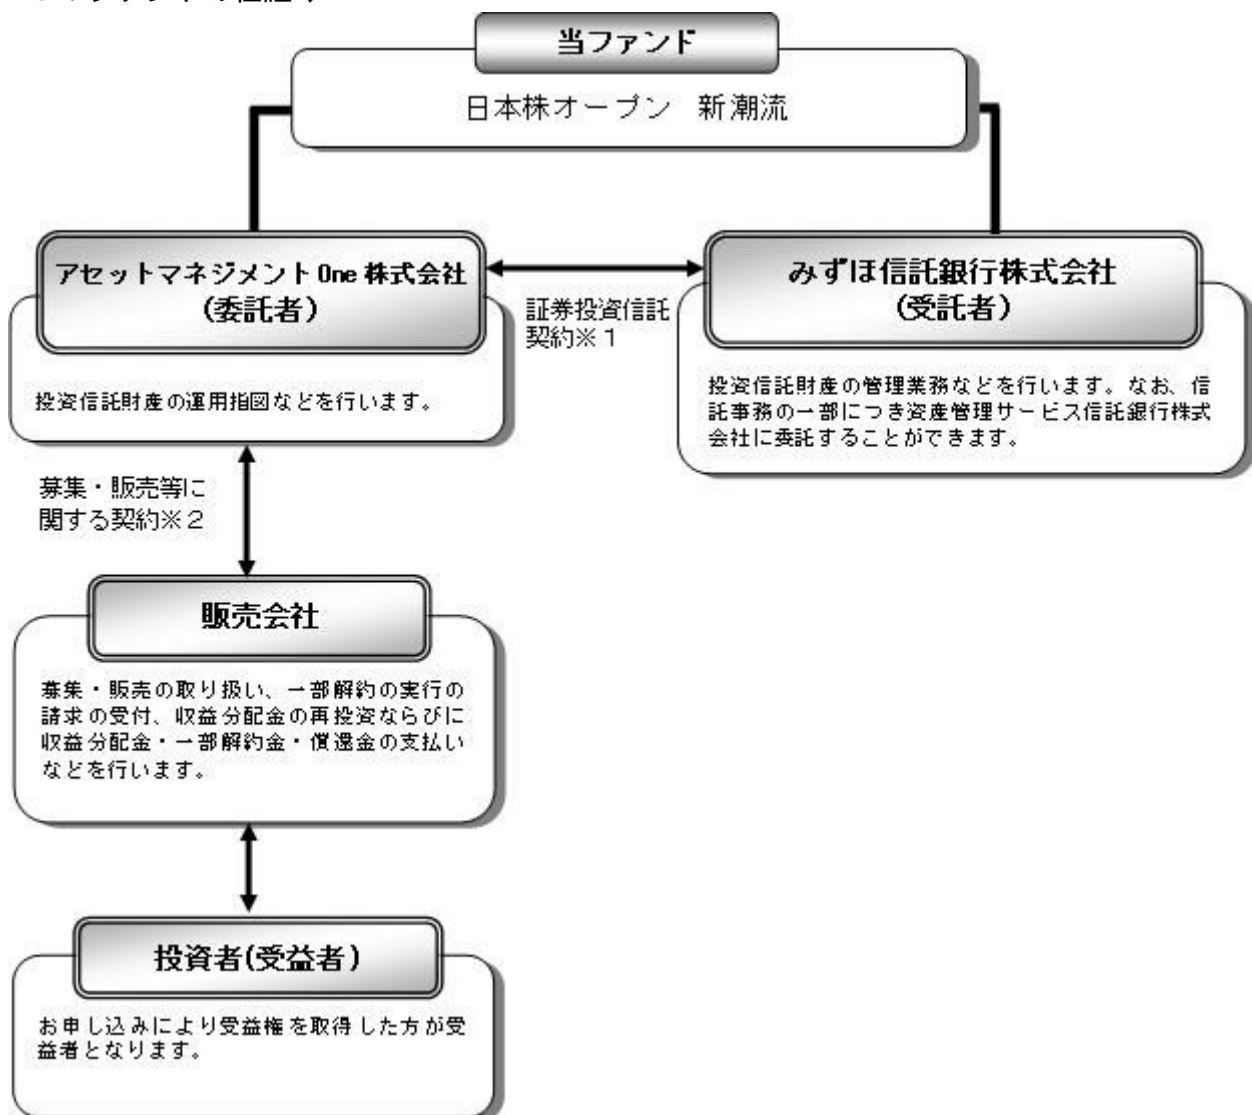 当ファンド
日本株オープン 新潮流
アセットマネジメントOne 株式会社
(委託者)
証券投資信託
契約※1
みずほ信託銀行株式会社
(受託者)
投資信託財産の運用指図などを行います。
投資信託財産の管理業務などを行います。なお、信
託事務の一部につき資産管理サービス信託銀行株式
会社に委託することができます。
募集・販売等に
関する契約※2
販売会社
募集・販売の取り扱い、一部解約の実行の
請求の受付、収益分配金の再投資ならびに
収益分配金・一部解約金・償還金の支払い
などを行います。
投資者(受益者)
お申し込みにより受益権を取得した方が受
益者となります。